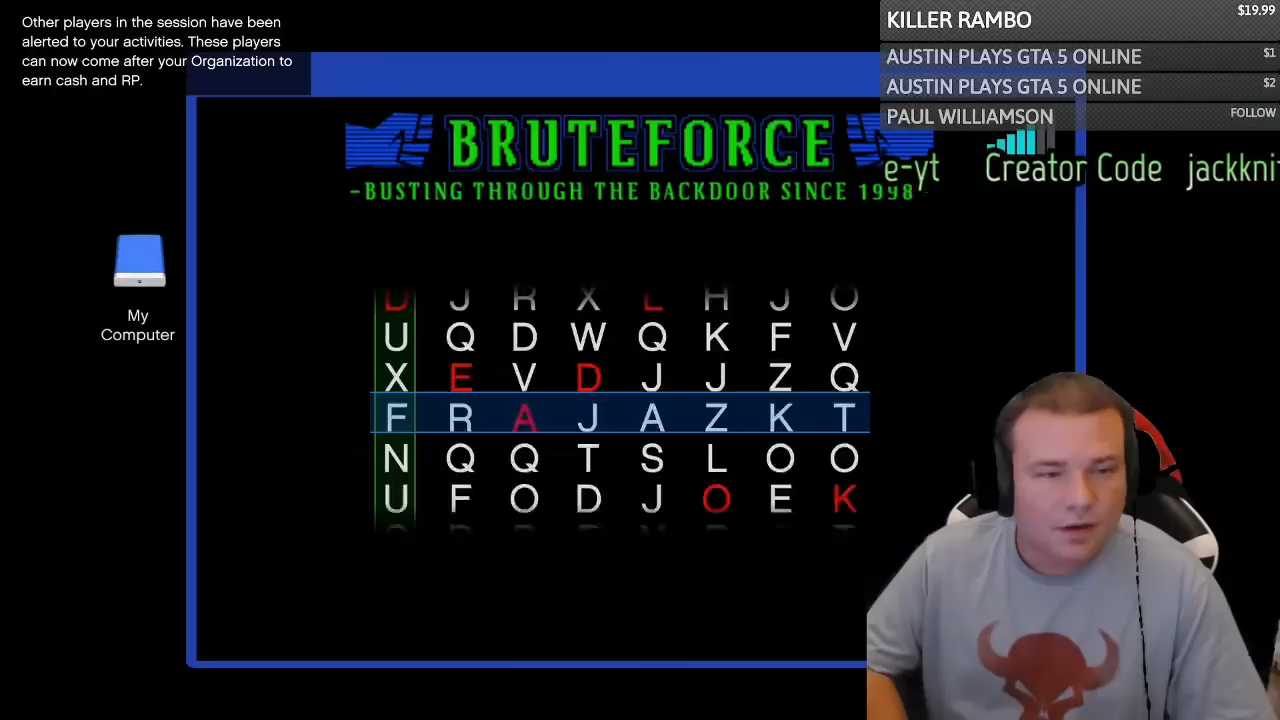 Other players in the session have been
alerted to your activities. These players
can now come after your Organization to
earn cash and RP.
KILLER RAMBO $19.99
AUSTIN PLAYS GTA 5 ONLINE $1
AUSTIN PLAYS GTA 5 ONLINE $2
PAUL WILLIAMSON FOLLOW
e-yt Creator Code jackkni
BRUTEFORCE
-BUSTING THROUGH THE BACKDOOR SINCE 1998-
My
Computer
D J R X L H J O
U Q D W Q K F V
X E V D J J Z Q
F R A J A Z K T
N Q Q T S L O O
U F O D J O E K